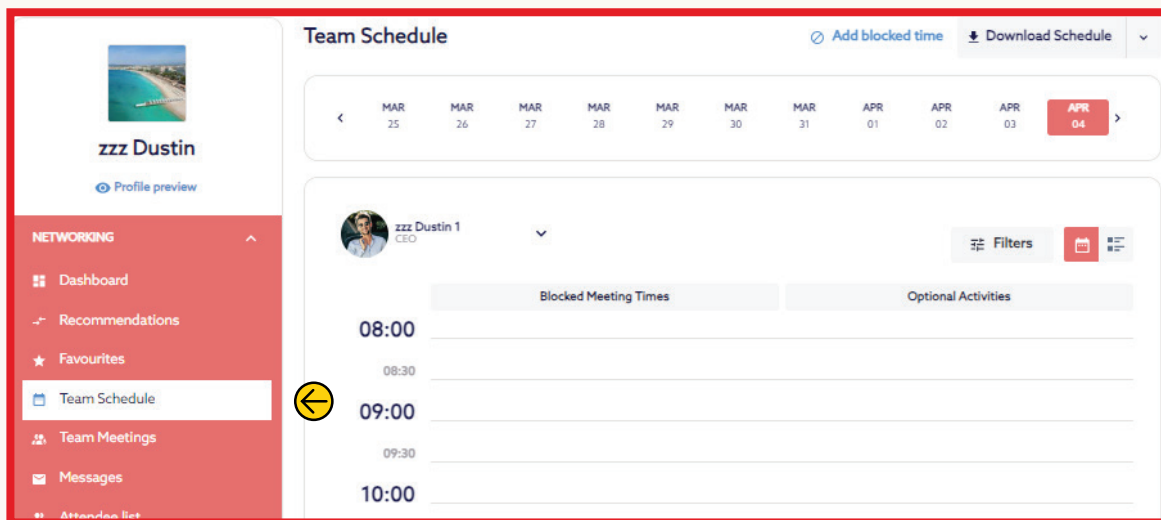 Team Schedule
Add blocked time
Download Schedule
zzz Dustin
Profile preview
NETWORKING
Dashboard
Recommendations
Favourites
Team Schedule
Team Meetings
Messages
Attendee list
MAR MAR MAR MAR MAR MAR MAR APR APR APR APR
25 26 27 28 29 30 31 01 02 03 04
zzz Dustin 1
CEO
Filters
Blocked Meeting Times
Optional Activities
08:00
08:30
09:00
09:30
10:00